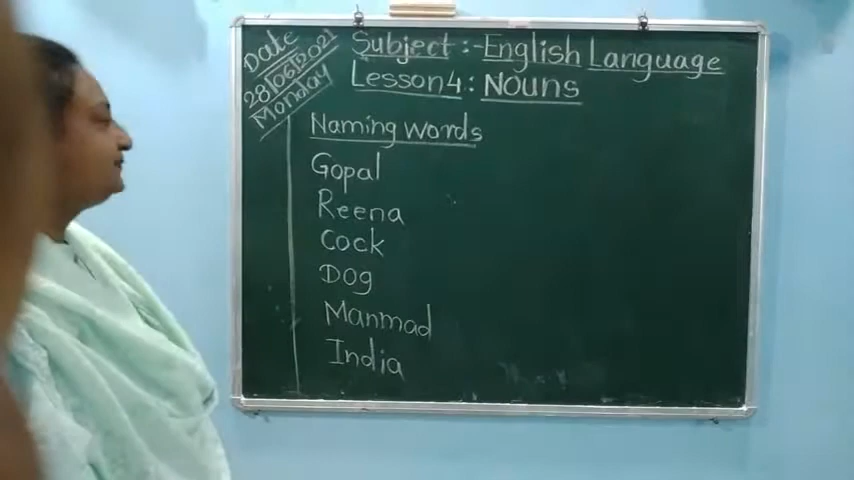 Date
28/06/2021
Monday
Subject :- English Language
Lesson 4 : Nouns
Naming words
Gopal
Reena
Cock
Dog
Manmad
India